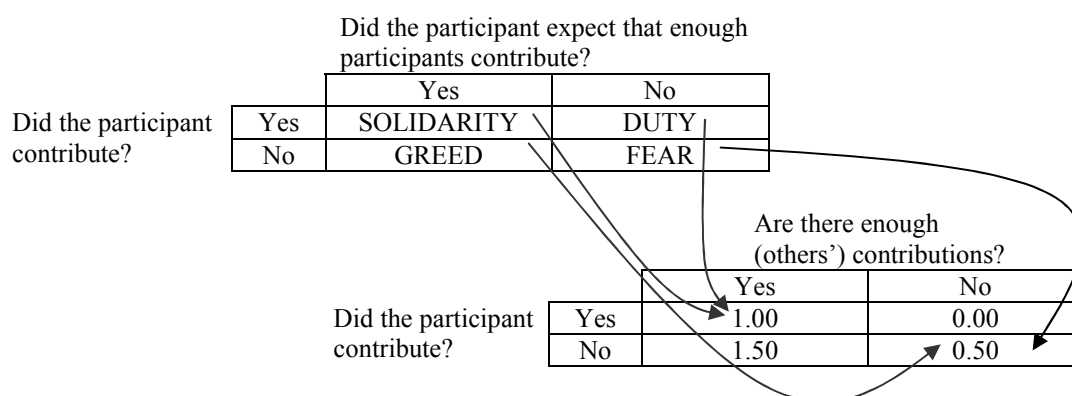 Did the participant expect that enough
participants contribute?
Yes No
Did the participant Yes SOLIDARITY DUTY
contribute? No GREED FEAR
Are there enough
(others’) contributions?
Yes No
Did the participant Yes 1.00 0.00
contribute? No 1.50 0.50